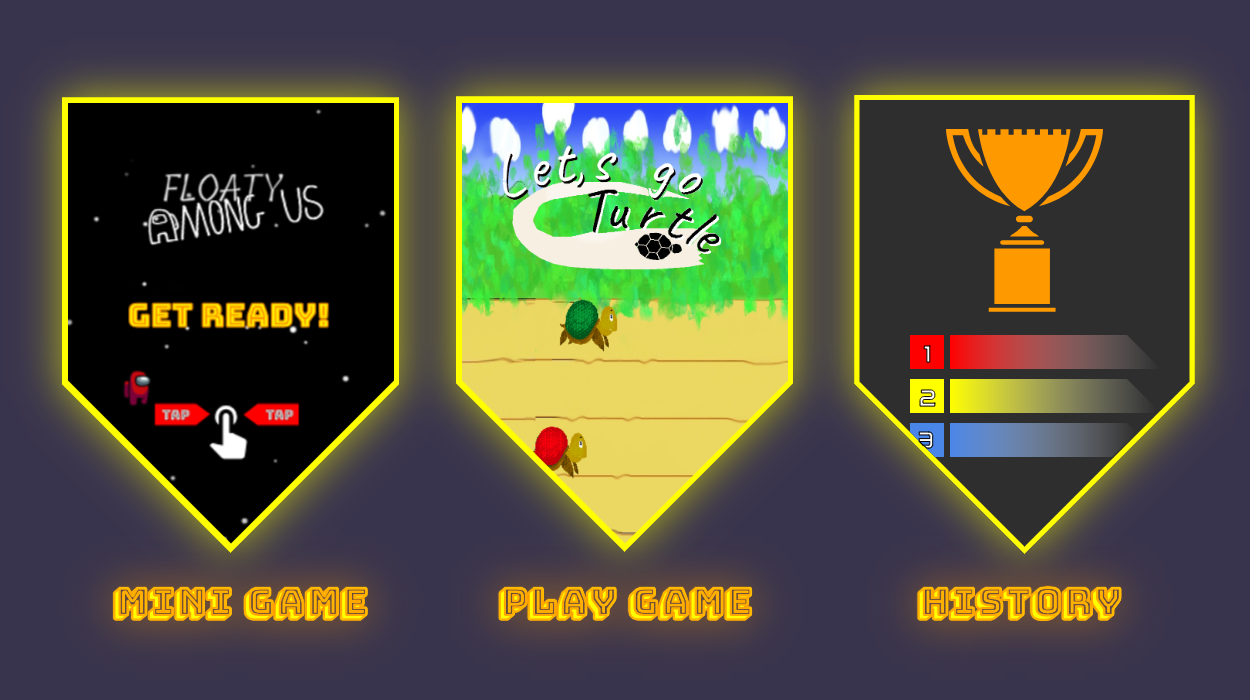 FLOATY
AMONG US
GET READY!
TAP TAP
MINI GAME
Let,s go
Turtle
PLAY GAME
1
2
3
HISTORY